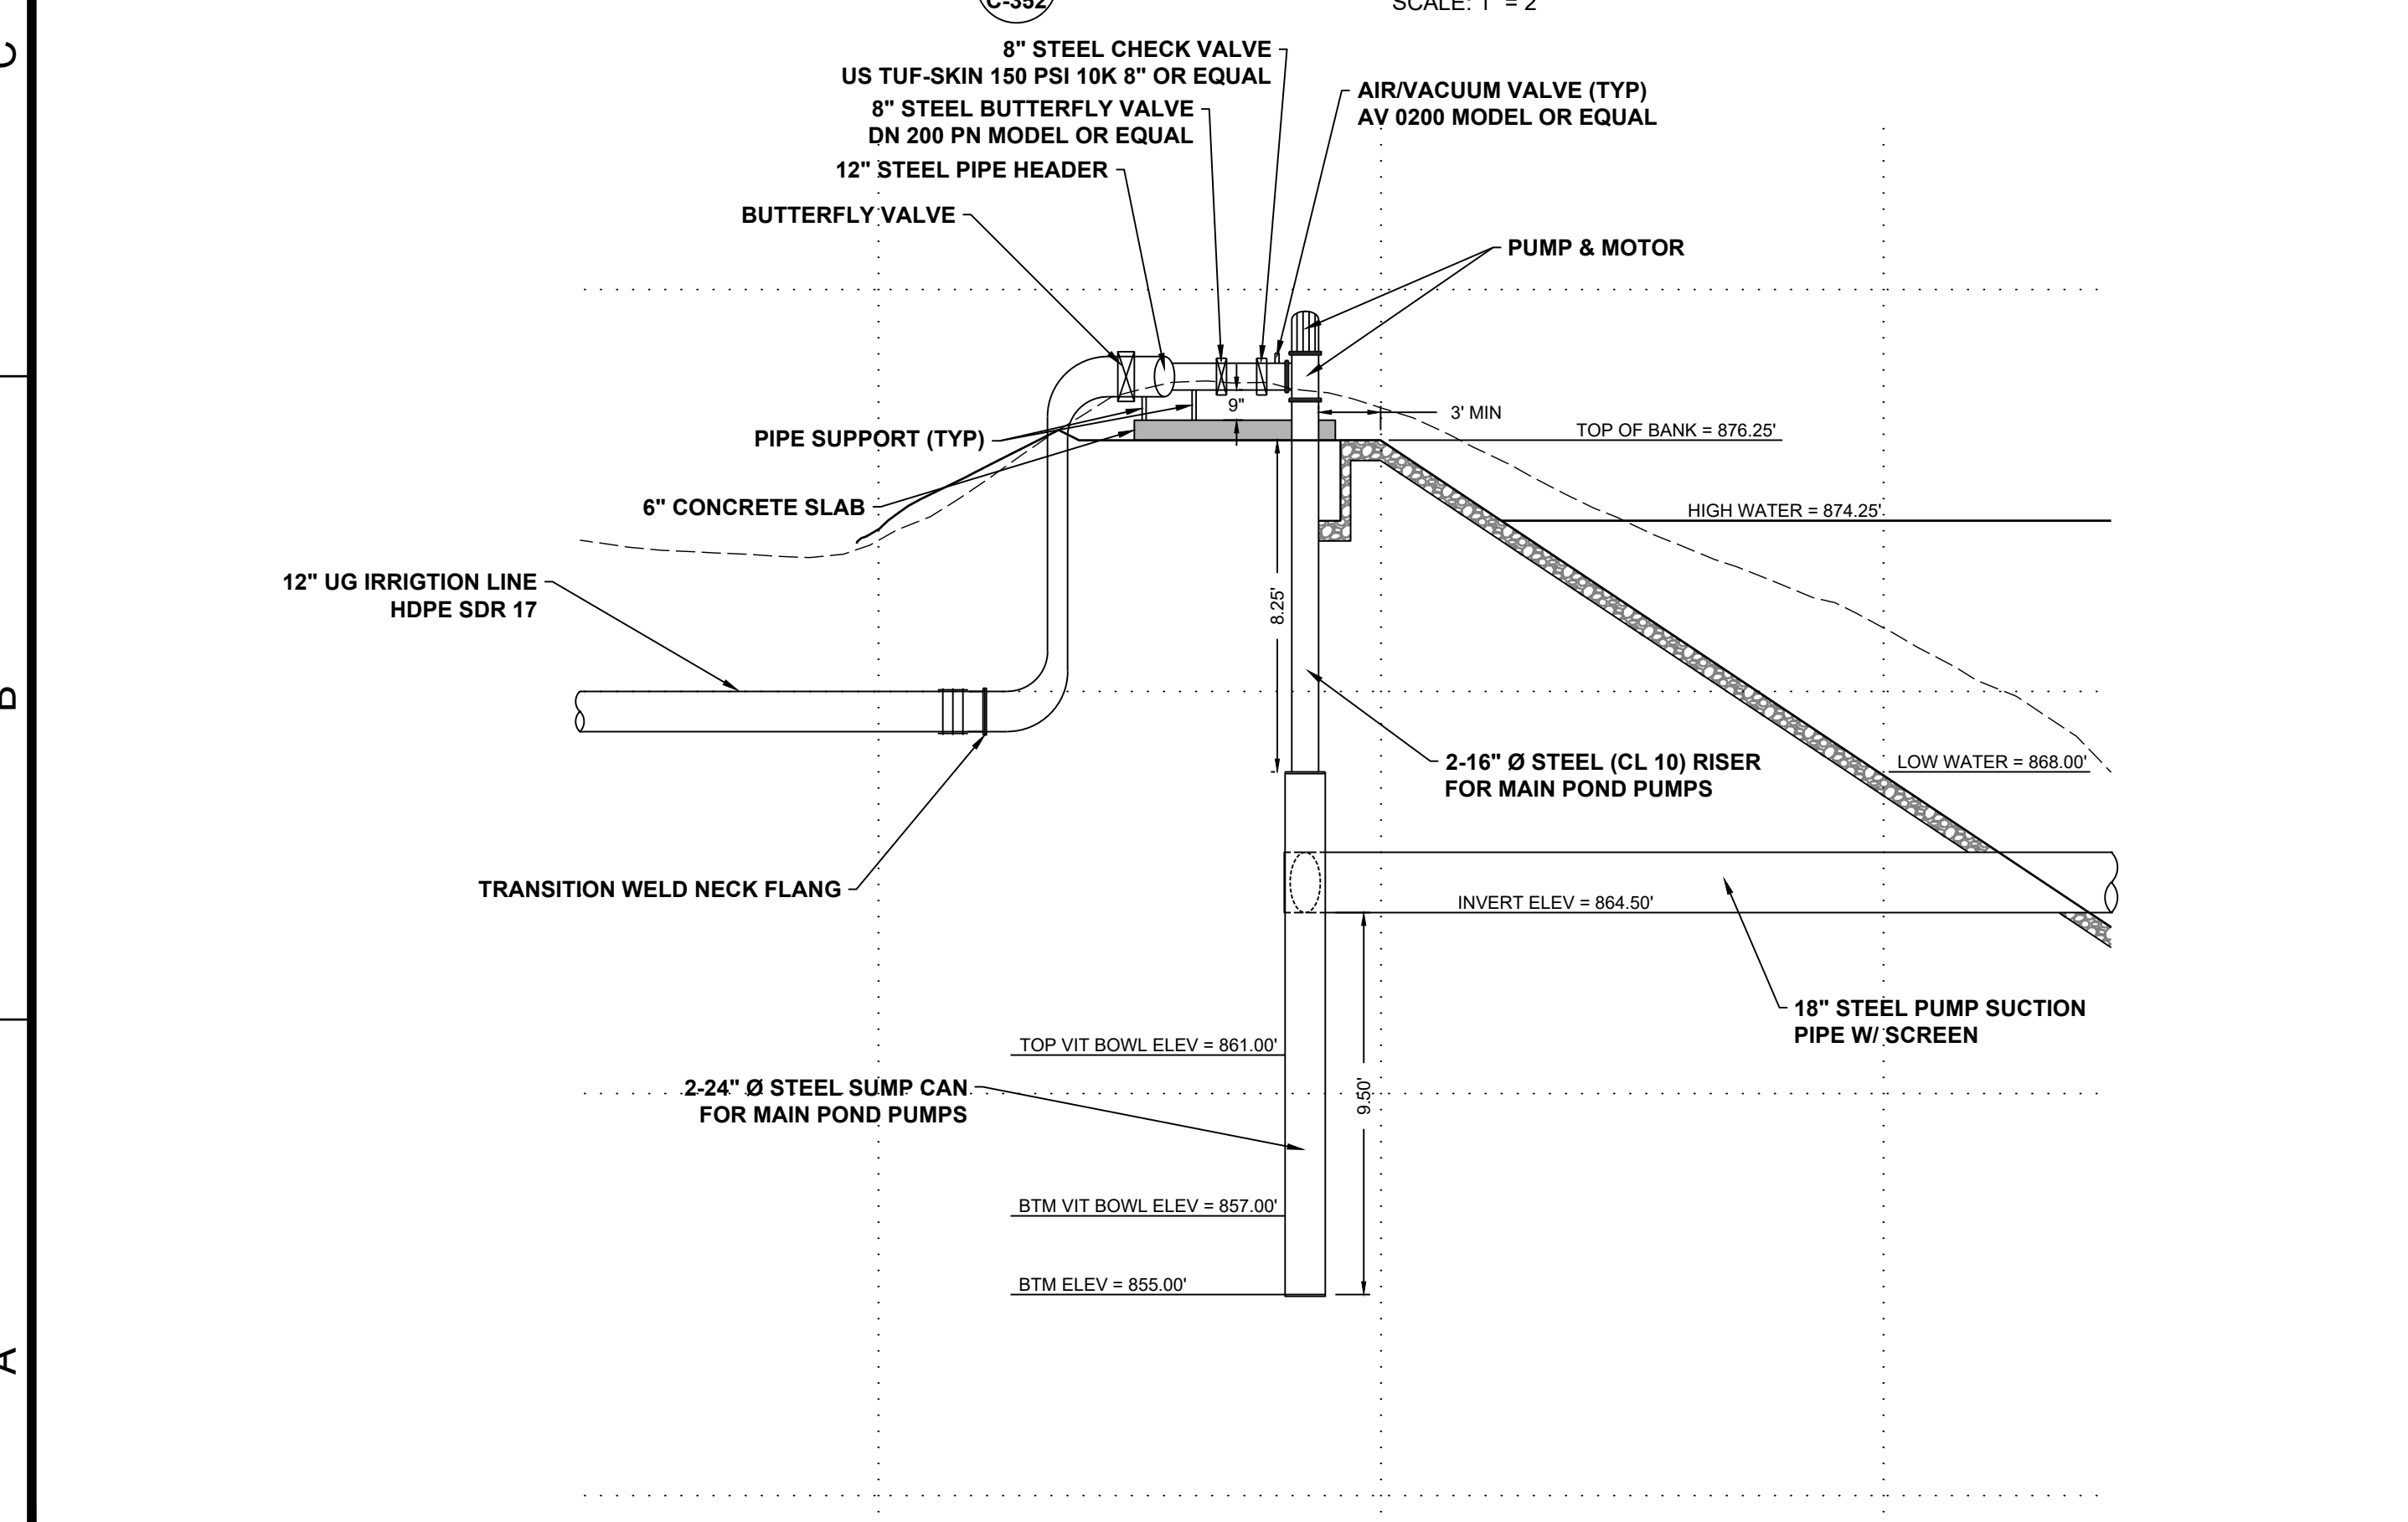 C
C-352
SCALE: 1" = 2'
8" STEEL CHECK VALVE
US TUF-SKIN 150 PSI 10K 8" OR EQUAL
AIR/VACUUM VALVE (TYP)
AV 0200 MODEL OR EQUAL
8" STEEL BUTTERFLY VALVE
DN 200 PN MODEL OR EQUAL
12" STEEL PIPE HEADER
BUTTERFLY VALVE
PUMP & MOTOR
9"
3' MIN
TOP OF BANK = 876.25'
PIPE SUPPORT (TYP)
6" CONCRETE SLAB
HIGH WATER = 874.25'
12" UG IRRIGTION LINE
HDPE SDR 17
8.25'
B
2-16" Ø STEEL (CL 10) RISER
FOR MAIN POND PUMPS
LOW WATER = 868.00'
TRANSITION WELD NECK FLANG
INVERT ELEV = 864.50'
18" STEEL PUMP SUCTION
PIPE W/ SCREEN
TOP VIT BOWL ELEV = 861.00'
2-24" Ø STEEL SUMP CAN
FOR MAIN POND PUMPS
9.50'
BTM VIT BOWL ELEV = 857.00'
BTM ELEV = 855.00'
A